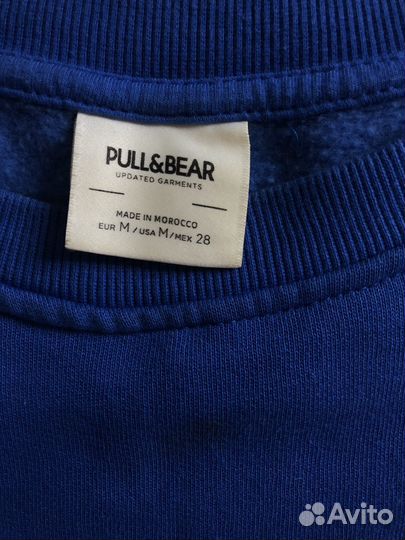 PULL&BEAR
UPDATED GARMENTS
MADE IN MOROCCO
EUR M / USA M / MEX 28
Avito